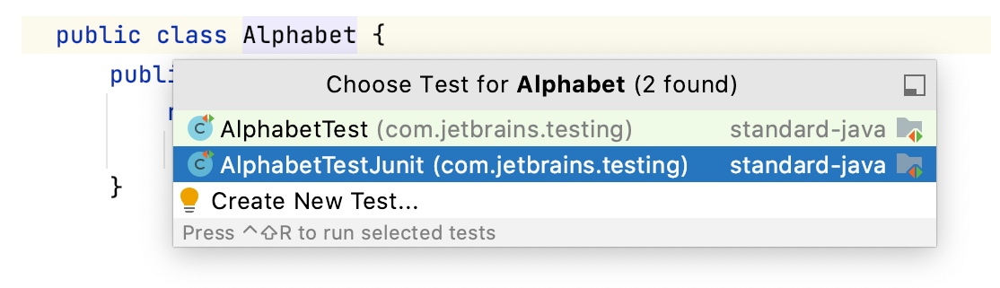 public class Alphabet {
publi
Choose Test for Alphabet (2 found)
C AlphabetTest (com.jetbrains.testing) standard-java
C AlphabetTestJunit (com.jetbrains.testing) standard-java
Create New Test...
}
Press ^⇧R to run selected tests